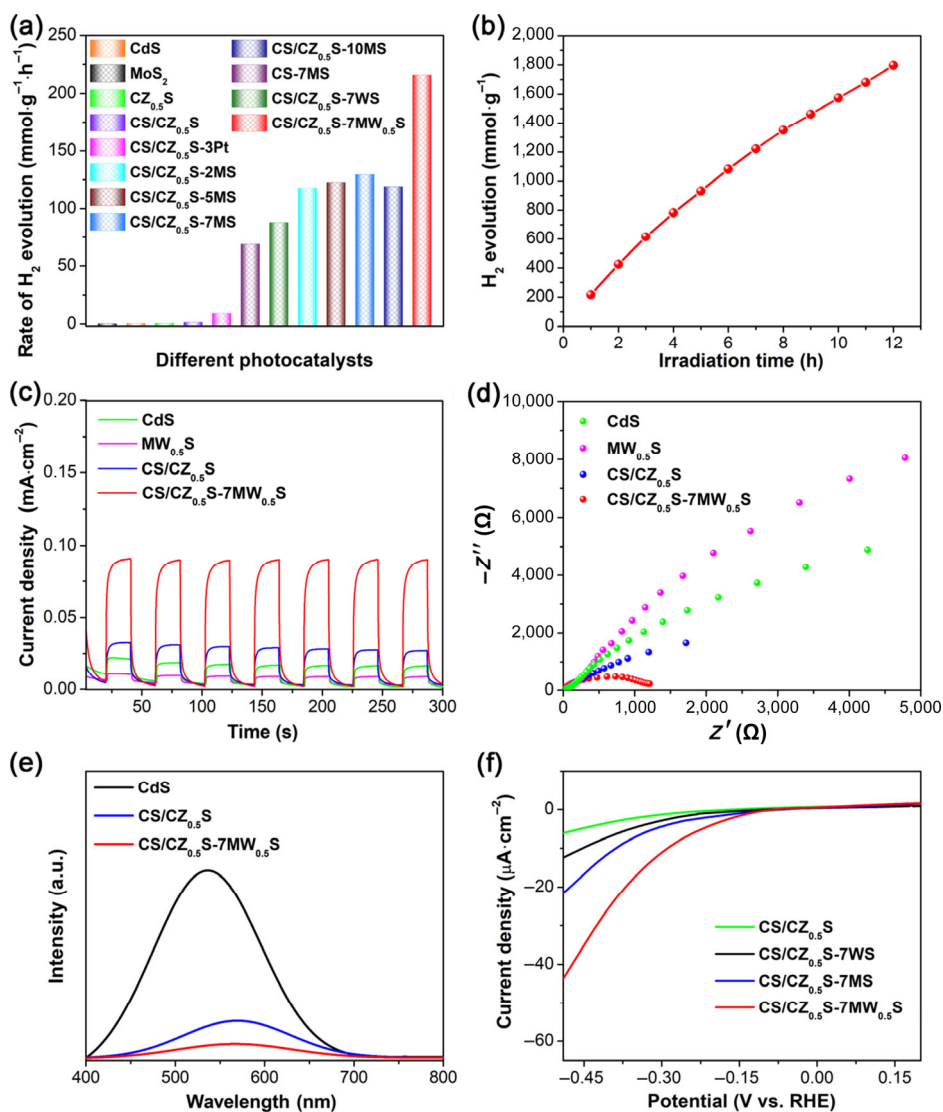 (a)
Rate of H2 evolution (mmol·g−1·h−1)
250
200
150
100
50
0
CdS
MoS2
CZ0.5S
CS/CZ0.5S
CS/CZ0.5S-3Pt
CS/CZ0.5S-2MS
CS/CZ0.5S-5MS
CS/CZ0.5S-7MS
CS/CZ0.5S-10MS
CS-7MS
CS/CZ0.5S-7WS
CS/CZ0.5S-7MW0.5S
Different photocatalysts
(b)
H2 evolution (mmol·g−1)
2,000
1,800
1,600
1,400
1,200
1,000
800
600
400
200
0
0 2 4 6 8 10 12
Irradiation time (h)
(c)
Current density (mA·cm−2)
0.20
0.15
0.10
0.05
0.00
CdS
MW0.5S
CS/CZ0.5S
CS/CZ0.5S-7MW0.5S
50 100 150 200 250 300
Time (s)
(d)
−Z′′ (Ω)
10,000
8,000
6,000
4,000
2,000
0
CdS
MW0.5S
CS/CZ0.5S
CS/CZ0.5S-7MW0.5S
0 1,000 2,000 3,000 4,000 5,000
Z′ (Ω)
(e)
Intensity (a.u.)
CdS
CS/CZ0.5S
CS/CZ0.5S-7MW0.5S
400 500 600 700 800
Wavelength (nm)
(f)
Current density (μA·cm−2)
0
−20
−40
−60
CS/CZ0.5S
CS/CZ0.5S-7WS
CS/CZ0.5S-7MS
CS/CZ0.5S-7MW0.5S
−0.45 −0.30 −0.15 0.00 0.15
Potential (V vs. RHE)